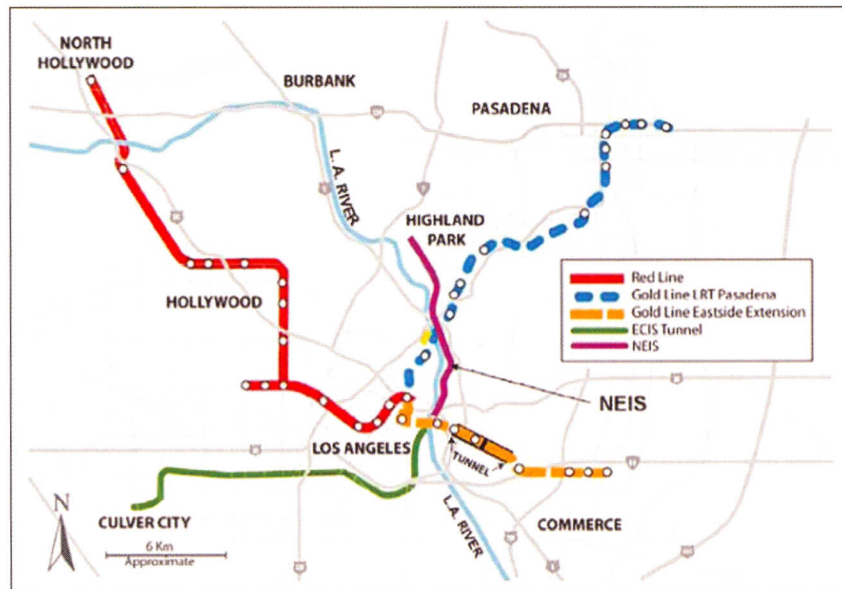 NORTH
HOLLYWOOD
BURBANK
PASADENA
L. A. RIVER
HIGHLAND
PARK
HOLLYWOOD
Red Line
Gold Line LRT Pasadena
Gold Line Eastside Extension
ECIS Tunnel
NEIS
NEIS
LOS ANGELES
TUNNEL
CULVER CITY
L.A. RIVER
COMMERCE
N
6 Km
Approximate